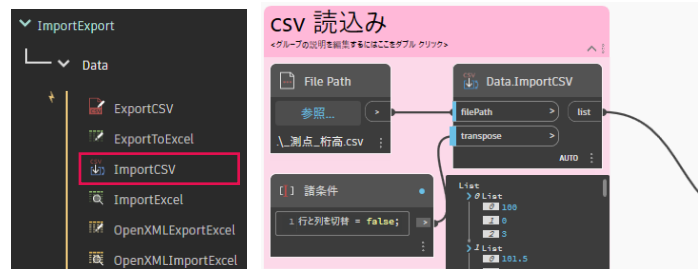 ImportExport
Data
ExportCSV
ExportToExcel
ImportCSV
ImportExcel
OpenXMLExportExcel
OpenXMLImportExcel
csv 読込み
<グループの説明を編集するにはここをダブル クリック>
File Path
参照...
>
.\_測点_桁高.csv
Data.ImportCSV
filePath >
list >
transpose >
AUTO
[ ] 諸条件
1 行と列を切替 = false;
>
List
0 List
0 100
1 0
2 3
1 List
0 101.5